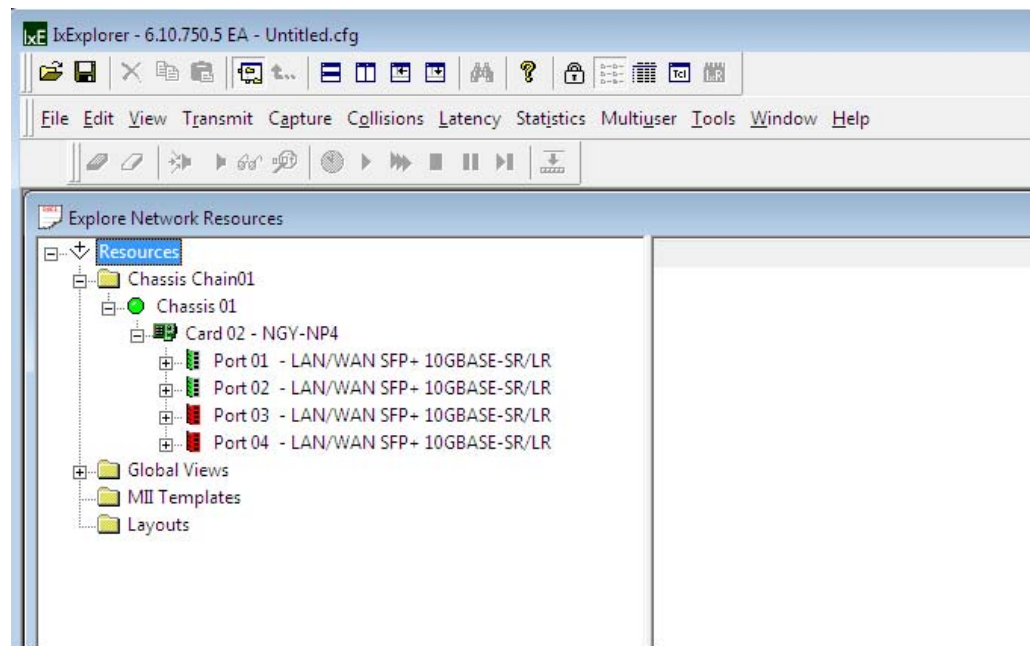 IxE IxExplorer - 6.10.750.5 EA - Untitled.cfg
Tcl
File Edit View Transmit Capture Collisions Latency Statistics Multiuser Tools Window Help
Explore Network Resources
Resources
Chassis Chain01
Chassis 01
Card 02 - NGY-NP4
Port 01 - LAN/WAN SFP+ 10GBASE-SR/LR
Port 02 - LAN/WAN SFP+ 10GBASE-SR/LR
Port 03 - LAN/WAN SFP+ 10GBASE-SR/LR
Port 04 - LAN/WAN SFP+ 10GBASE-SR/LR
Global Views
MII Templates
Layouts